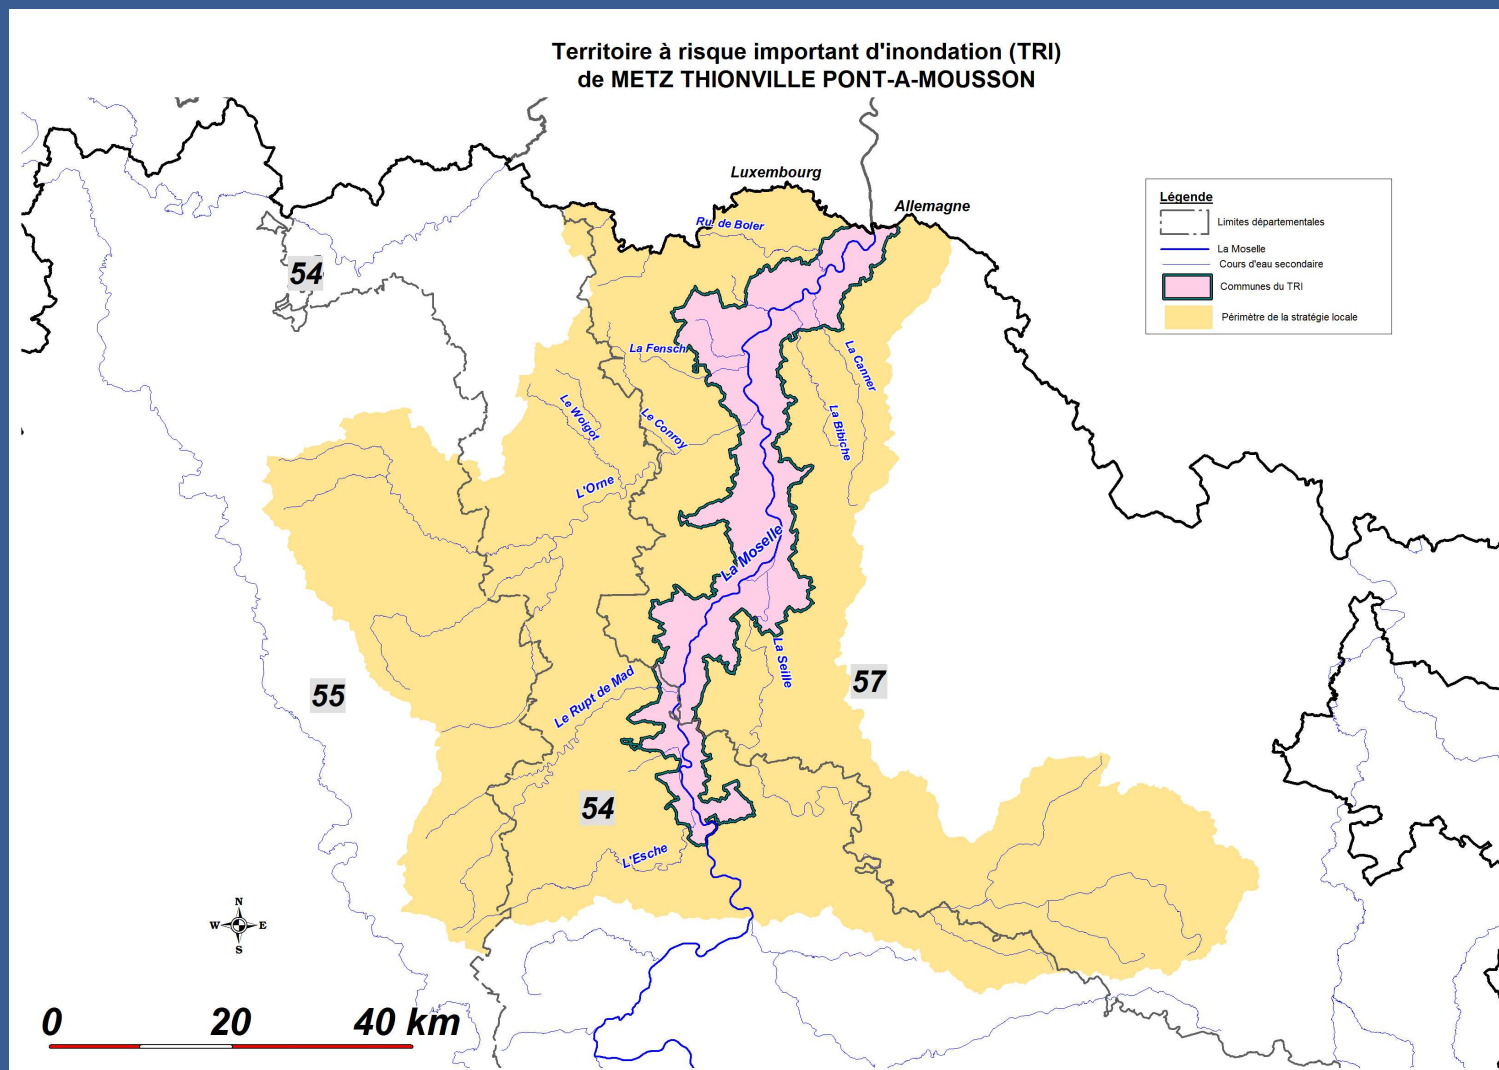 Territoire à risque important d'inondation (TRI)
de METZ THIONVILLE PONT-A-MOUSSON
Luxembourg
Allemagne
Légende
Limites départementales
La Moselle
Cours d'eau secondaire
Communes du TRI
Périmètre de la stratégie locale
Ru. de Boler
54
La Fensch
La Canner
Le Woigot
Le Conroy
La Bibiche
L'Orne
La Moselle
La Seille
Le Rupt de Mad
55
57
54
L'Esche
N
W E
S
0 20 40 km